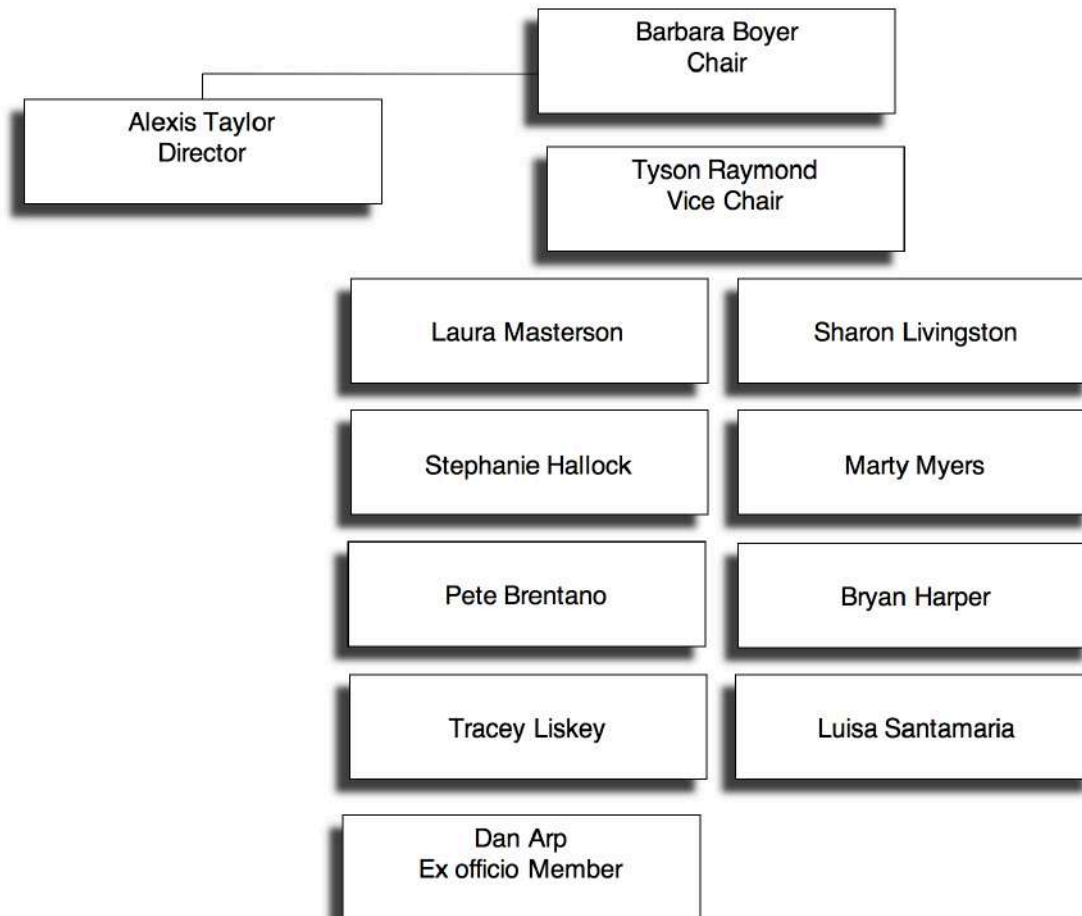 Barbara Boyer
Chair
Alexis Taylor
Director
Tyson Raymond
Vice Chair
Laura Masterson
Sharon Livingston
Stephanie Hallock
Marty Myers
Pete Brentano
Bryan Harper
Tracey Liskey
Luisa Santamaria
Dan Arp
Ex officio Member